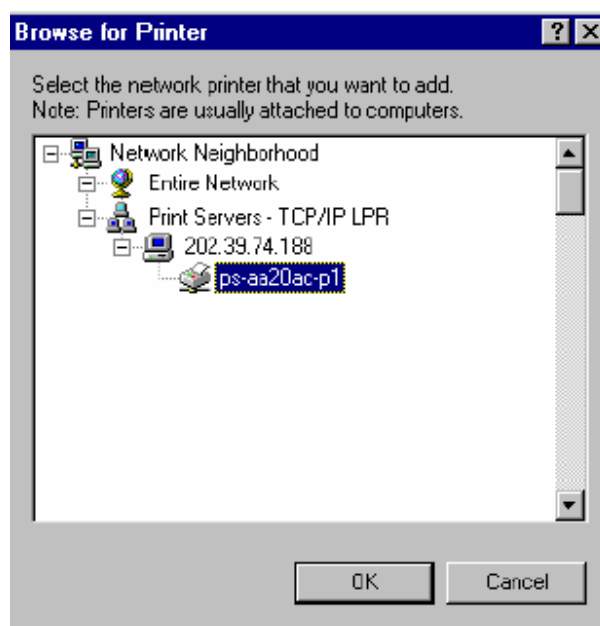 Browse for Printer
Select the network printer that you want to add.
Note: Printers are usually attached to computers.
Network Neighborhood
Entire Network
Print Servers - TCP/IP LPR
202.39.74.188
ps-aa20ac-p1
OK
Cancel